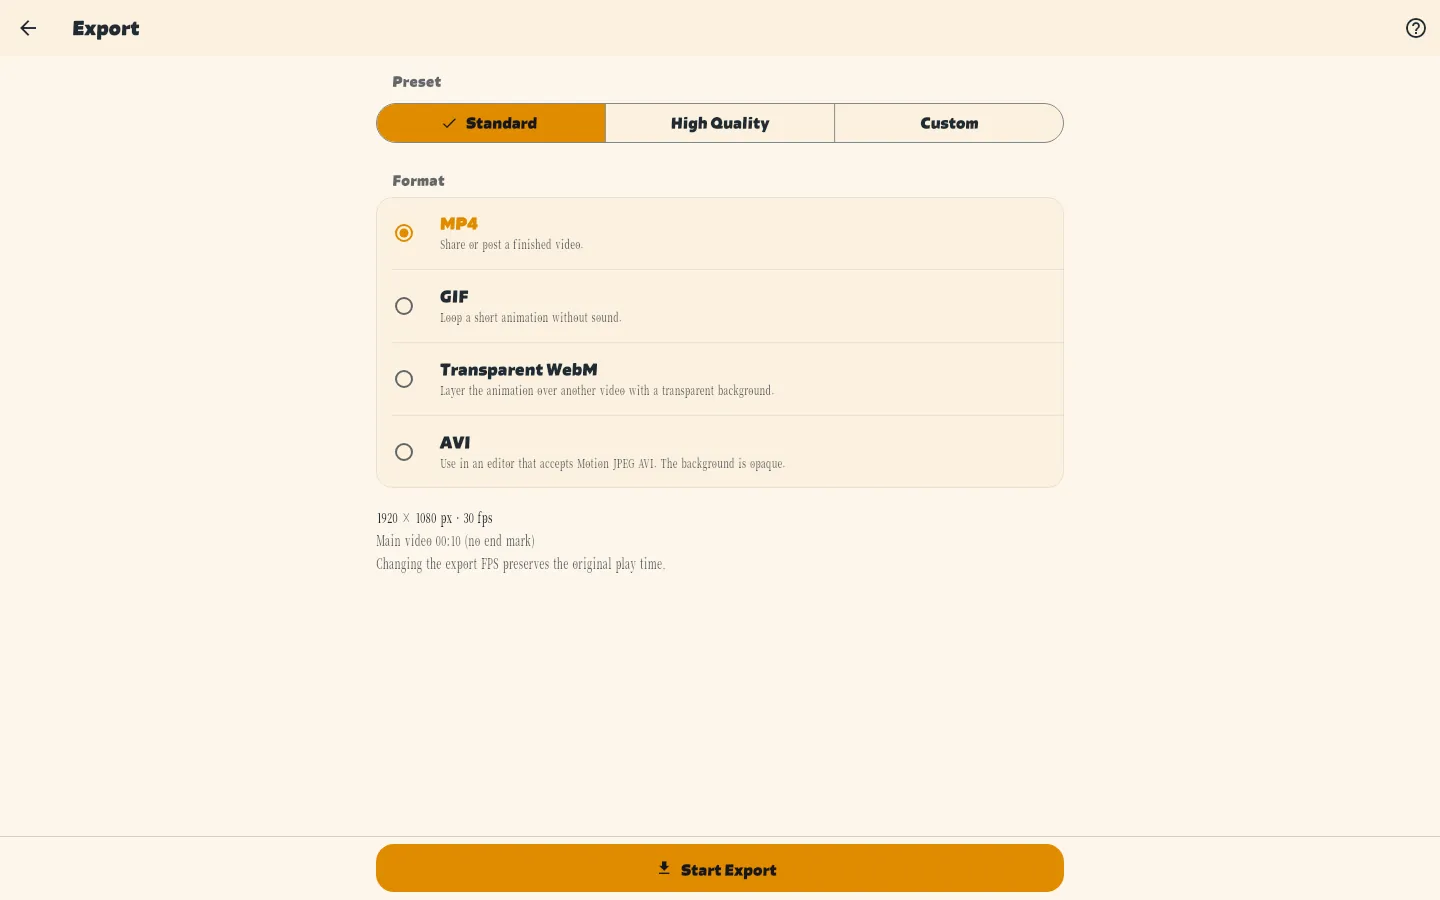 Export
Preset
Standard
High Quality
Custom
Format
MP4
Share or post a finished video.
GIF
Loop a short animation without sound.
Transparent WebM
Layer the animation over another video with a transparent background.
AVI
Use in an editor that accepts Motion JPEG AVI. The background is opaque.
1920 × 1080 px · 30 fps
Main video 00:10 (no end mark)
Changing the export FPS preserves the original play time.
Start Export